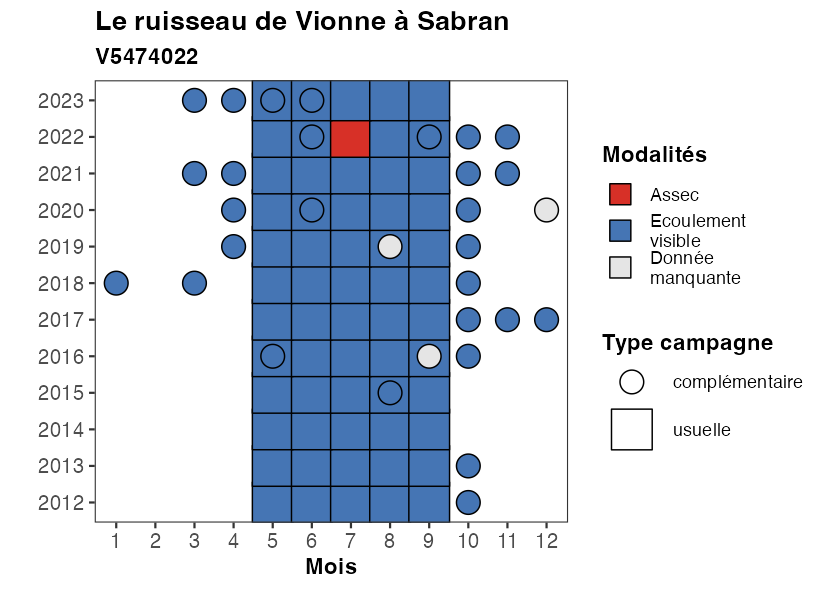 Le ruisseau de Vionne à Sabran
V5474022
2023
2022
2021
2020
2019
2018
2017
2016
2015
2014
2013
2012
1 2 3 4 5 6 7 8 9 10 11 12
Mois
Modalités
Assec
Ecoulement
visible
Donnée
manquante
Type campagne
complémentaire
usuelle